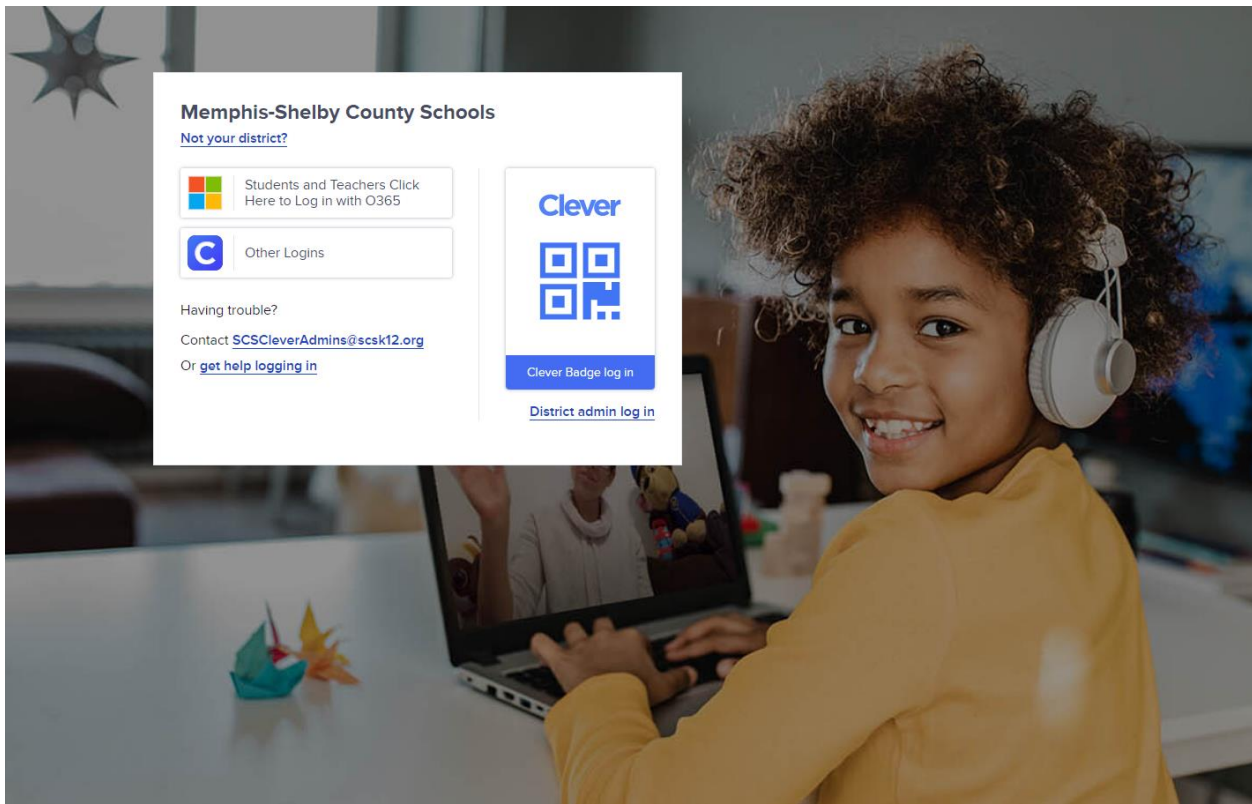 Memphis-Shelby County Schools
Not your district?
Students and Teachers Click
Here to Log in with O365
Other Logins
Having trouble?
Contact SCSCleverAdmins@scsk12.org
Or get help logging in
Clever
Clever Badge log in
District admin log in